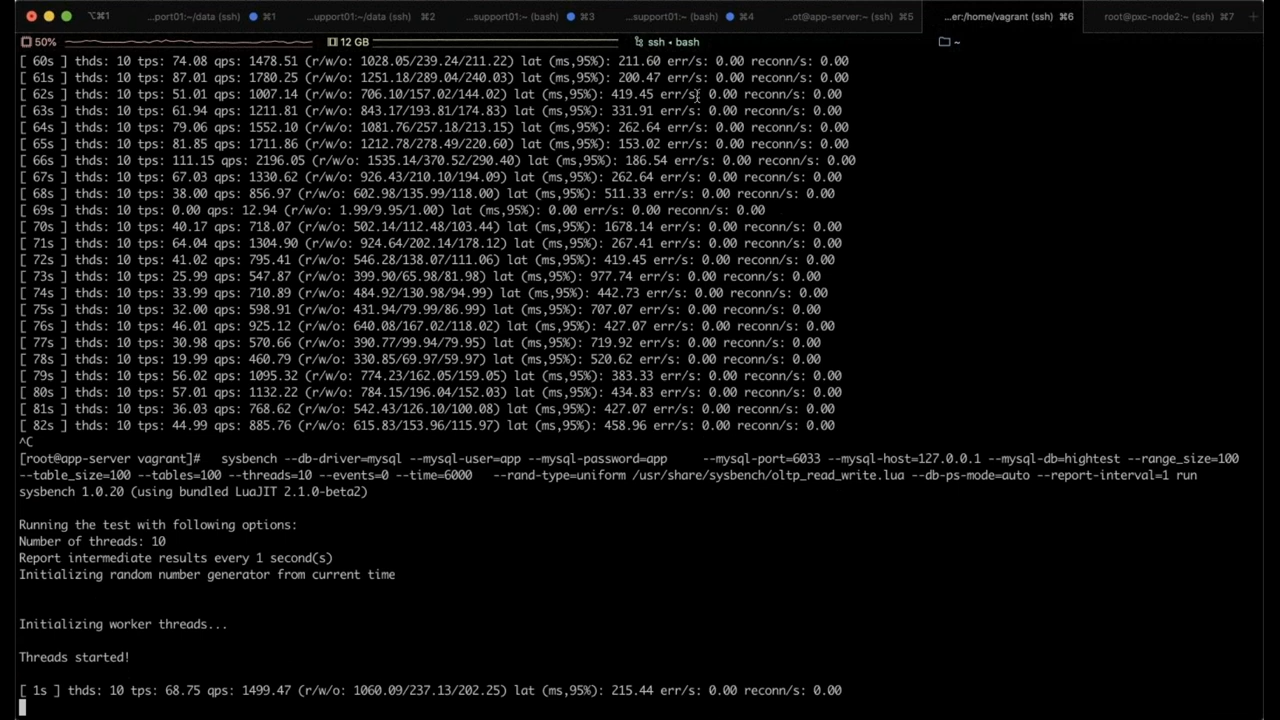 ⌥⌘1 ...port01:~/data (ssh) ⌘1 ...upport01:~/data (ssh) ⌘2 ...support01:~ (bash) ⌘3 ...support01:~ (bash) ⌘4 ...ot@app-server:~ (ssh) ⌘5 ...er:/home/vagrant (ssh) ⌘6 root@pxc-node2:~ (ssh) ⌘7 +
50% 12 GB ssh • bash ~
[ 60s ] thds: 10 tps: 74.08 qps: 1478.51 (r/w/o: 1028.05/239.24/211.22) lat (ms,95%): 211.60 err/s: 0.00 reconn/s: 0.00
[ 61s ] thds: 10 tps: 87.01 qps: 1780.25 (r/w/o: 1251.18/289.04/240.03) lat (ms,95%): 200.47 err/s: 0.00 reconn/s: 0.00
[ 62s ] thds: 10 tps: 51.01 qps: 1007.14 (r/w/o: 706.10/157.02/144.02) lat (ms,95%): 419.45 err/s: 0.00 reconn/s: 0.00
[ 63s ] thds: 10 tps: 61.94 qps: 1211.81 (r/w/o: 843.17/193.81/174.83) lat (ms,95%): 331.91 err/s: 0.00 reconn/s: 0.00
[ 64s ] thds: 10 tps: 79.06 qps: 1552.10 (r/w/o: 1081.76/257.18/213.15) lat (ms,95%): 262.64 err/s: 0.00 reconn/s: 0.00
[ 65s ] thds: 10 tps: 81.85 qps: 1711.86 (r/w/o: 1212.78/278.49/220.60) lat (ms,95%): 153.02 err/s: 0.00 reconn/s: 0.00
[ 66s ] thds: 10 tps: 111.15 qps: 2196.05 (r/w/o: 1535.14/370.52/290.40) lat (ms,95%): 186.54 err/s: 0.00 reconn/s: 0.00
[ 67s ] thds: 10 tps: 67.03 qps: 1330.62 (r/w/o: 926.43/210.10/194.09) lat (ms,95%): 262.64 err/s: 0.00 reconn/s: 0.00
[ 68s ] thds: 10 tps: 38.00 qps: 856.97 (r/w/o: 602.98/135.99/118.00) lat (ms,95%): 511.33 err/s: 0.00 reconn/s: 0.00
[ 69s ] thds: 10 tps: 0.00 qps: 12.94 (r/w/o: 1.99/9.95/1.00) lat (ms,95%): 0.00 err/s: 0.00 reconn/s: 0.00
[ 70s ] thds: 10 tps: 40.17 qps: 718.07 (r/w/o: 502.14/112.48/103.44) lat (ms,95%): 1678.14 err/s: 0.00 reconn/s: 0.00
[ 71s ] thds: 10 tps: 64.04 qps: 1304.90 (r/w/o: 924.64/202.14/178.12) lat (ms,95%): 267.41 err/s: 0.00 reconn/s: 0.00
[ 72s ] thds: 10 tps: 41.02 qps: 795.41 (r/w/o: 546.28/138.07/111.06) lat (ms,95%): 419.45 err/s: 0.00 reconn/s: 0.00
[ 73s ] thds: 10 tps: 25.99 qps: 547.87 (r/w/o: 399.90/65.98/81.98) lat (ms,95%): 977.74 err/s: 0.00 reconn/s: 0.00
[ 74s ] thds: 10 tps: 33.99 qps: 710.89 (r/w/o: 484.92/130.98/94.99) lat (ms,95%): 442.73 err/s: 0.00 reconn/s: 0.00
[ 75s ] thds: 10 tps: 32.00 qps: 598.91 (r/w/o: 431.94/79.99/86.99) lat (ms,95%): 707.07 err/s: 0.00 reconn/s: 0.00
[ 76s ] thds: 10 tps: 46.01 qps: 925.12 (r/w/o: 640.08/167.02/118.02) lat (ms,95%): 427.07 err/s: 0.00 reconn/s: 0.00
[ 77s ] thds: 10 tps: 30.98 qps: 570.66 (r/w/o: 390.77/99.94/79.95) lat (ms,95%): 719.92 err/s: 0.00 reconn/s: 0.00
[ 78s ] thds: 10 tps: 19.99 qps: 460.79 (r/w/o: 330.85/69.97/59.97) lat (ms,95%): 520.62 err/s: 0.00 reconn/s: 0.00
[ 79s ] thds: 10 tps: 56.02 qps: 1095.32 (r/w/o: 774.23/162.05/159.05) lat (ms,95%): 383.33 err/s: 0.00 reconn/s: 0.00
[ 80s ] thds: 10 tps: 57.01 qps: 1132.22 (r/w/o: 784.15/196.04/152.03) lat (ms,95%): 434.83 err/s: 0.00 reconn/s: 0.00
[ 81s ] thds: 10 tps: 36.03 qps: 768.62 (r/w/o: 542.43/126.10/100.08) lat (ms,95%): 427.07 err/s: 0.00 reconn/s: 0.00
[ 82s ] thds: 10 tps: 44.99 qps: 885.76 (r/w/o: 615.83/153.96/115.97) lat (ms,95%): 458.96 err/s: 0.00 reconn/s: 0.00
^C
[root@app-server vagrant]# sysbench --db-driver=mysql --mysql-user=app --mysql-password=app --mysql-port=6033 --mysql-host=127.0.0.1 --mysql-db=hightest --range_size=100
--table_size=100 --tables=100 --threads=10 --events=0 --time=6000 --rand-type=uniform /usr/share/sysbench/oltp_read_write.lua --db-ps-mode=auto --report-interval=1 run
sysbench 1.0.20 (using bundled LuaJIT 2.1.0-beta2)
Running the test with following options:
Number of threads: 10
Report intermediate results every 1 second(s)
Initializing random number generator from current time
Initializing worker threads...
Threads started!
[ 1s ] thds: 10 tps: 68.75 qps: 1499.47 (r/w/o: 1060.09/237.13/202.25) lat (ms,95%): 215.44 err/s: 0.00 reconn/s: 0.00